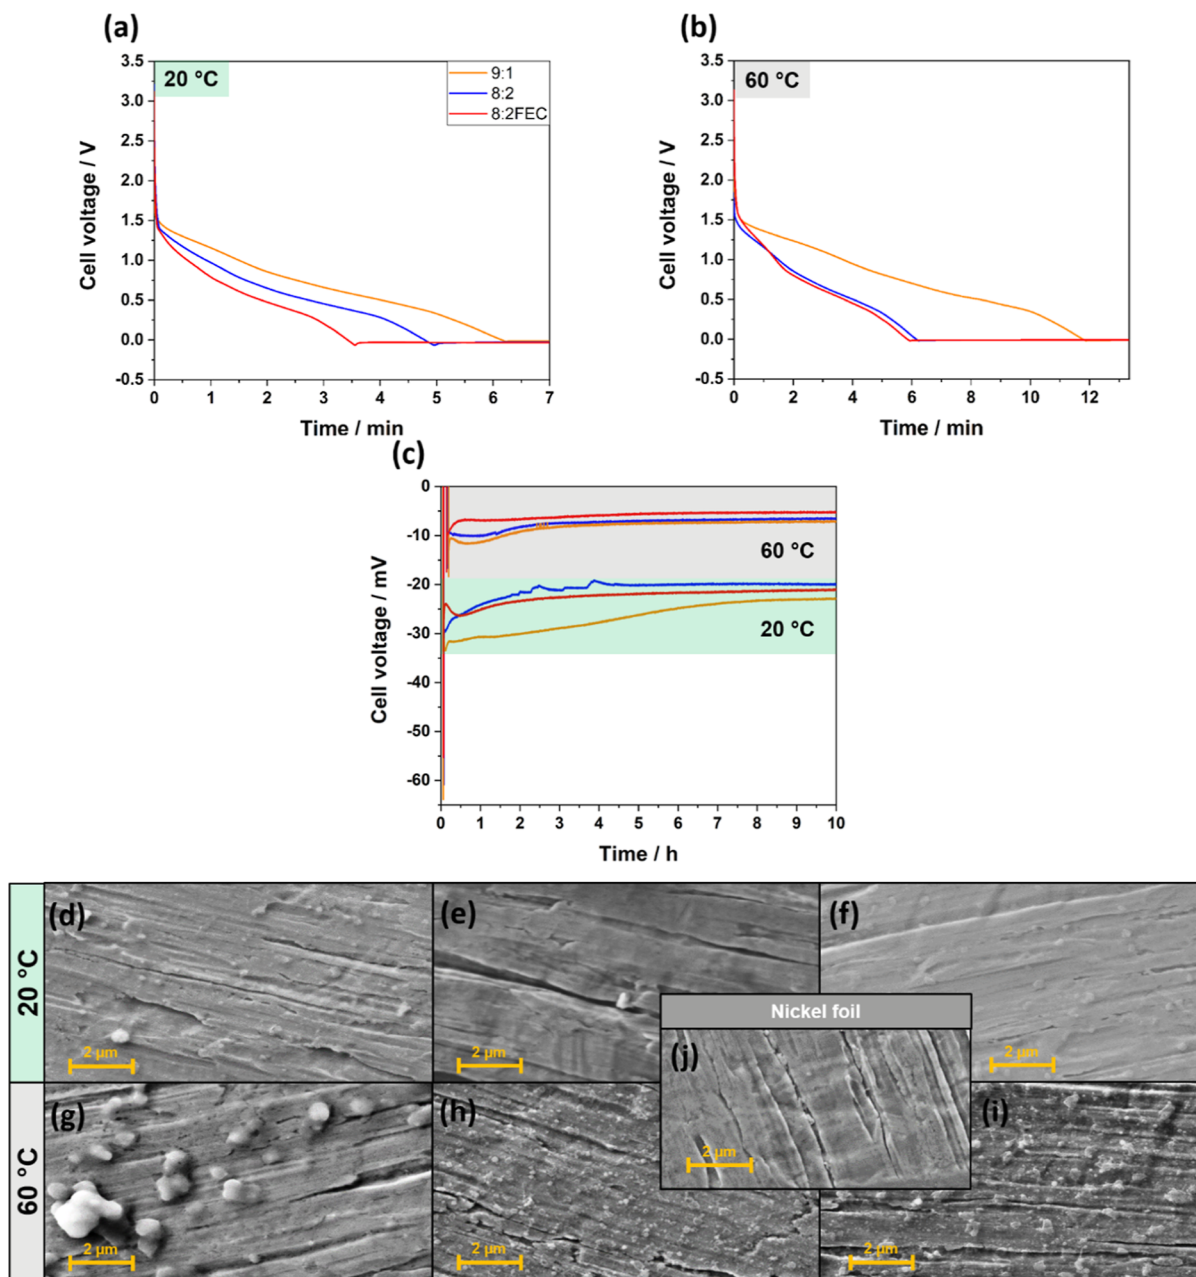 (a)
20 °C
9:1
8:2
8:2FEC
3.5
3.0
2.5
2.0
1.5
1.0
0.5
0.0
-0.5
Cell voltage / V
0 1 2 3 4 5 6 7
Time / min
(b)
60 °C
3.5
3.0
2.5
2.0
1.5
1.0
0.5
0.0
-0.5
Cell voltage / V
0 2 4 6 8 10 12
Time / min
(c)
0
-10
-20
-30
-40
-50
-60
Cell voltage / mV
60 °C
20 °C
0 1 2 3 4 5 6 7 8 9 10
Time / h
20 °C
(d)
2 µm
(e)
2 µm
(f)
2 µm
Nickel foil
(j)
2 µm
60 °C
(g)
2 µm
(h)
2 µm
(i)
2 µm